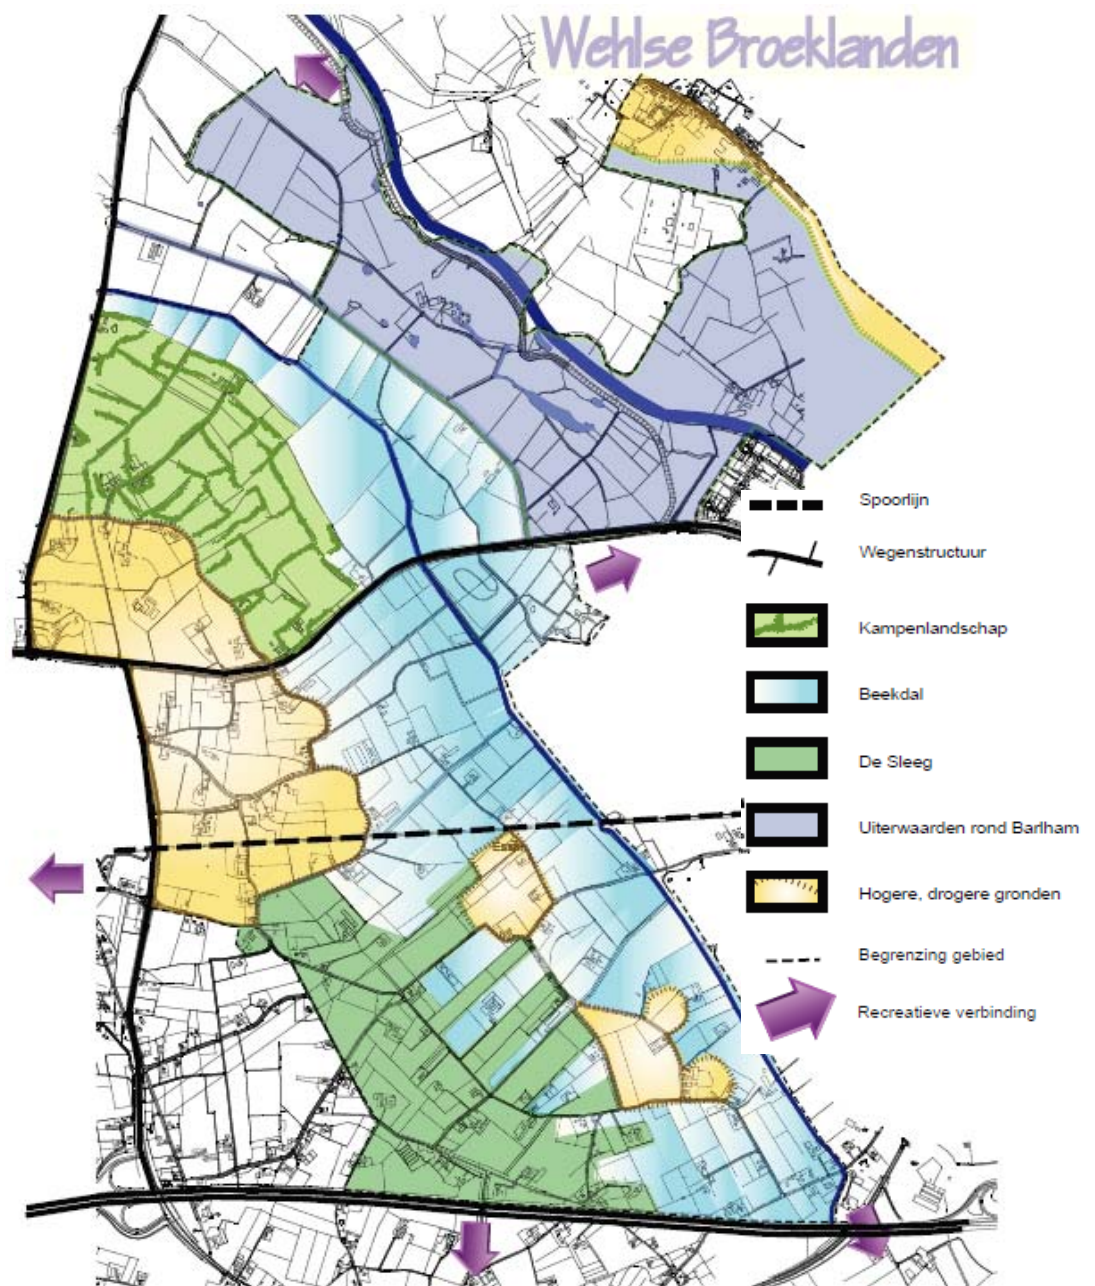 Wehlse Broeklanden
Spoorlijn
Wegenstructuur
Kampenlandschap
Beekdal
De Sleeg
Uiterwaarden rond Barlham
Hogere, drogere gronden
Begrenzing gebied
Recreatieve verbinding